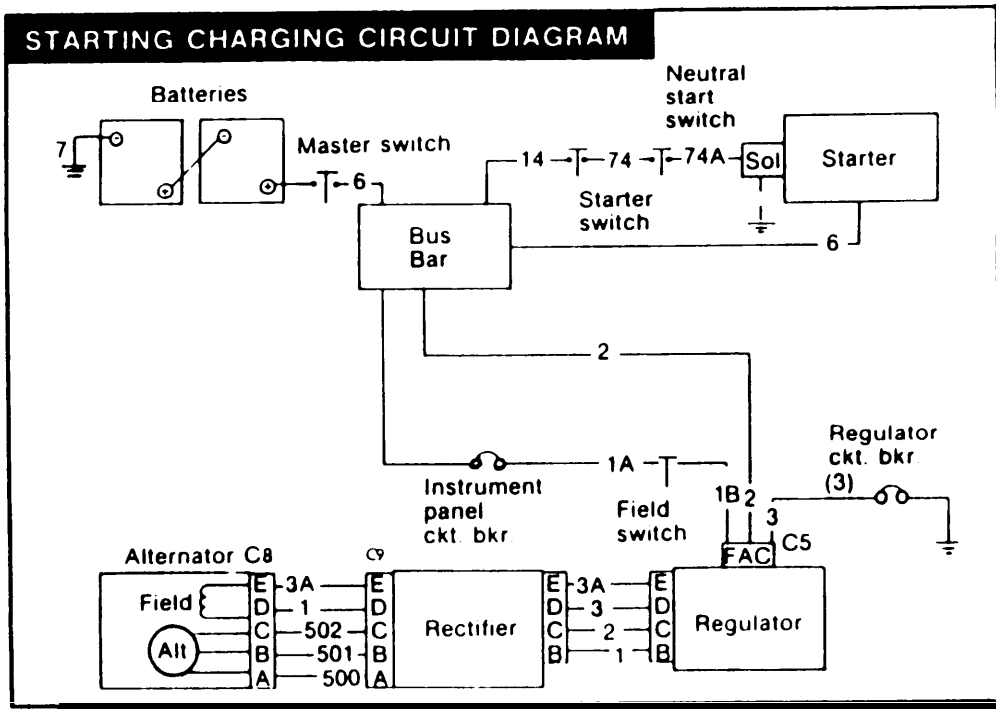 STARTING CHARGING CIRCUIT DIAGRAM
Batteries
Neutral
start
switch
7
Master switch
6
14
74
74A
Sol
Starter
Starter
switch
Bus
Bar
6
2
Regulator
ckt. bkr.
(3)
1A
Instrument
panel
ckt. bkr.
Field
switch
1B
2
3
C5
FAC
Alternator C8
C9
Field
Alt
E
D
C
B
A
3A
1
502
501
500
E
D
C
B
A
Rectifier
E
D
C
B
3A
3
2
1
E
D
C
B
Regulator